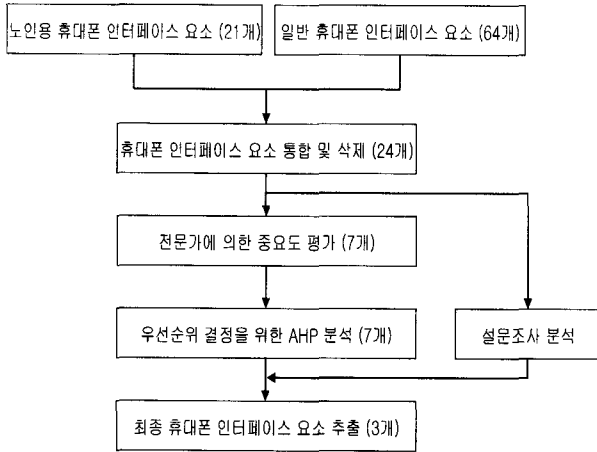 노인용 휴대폰 인터페이스 요소 (21개)
일반 휴대폰 인터페이스 요소 (64개)
휴대폰 인터페이스 요소 통합 및 삭제 (24개)
전문가에 의한 중요도 평가 (7개)
우선순위 결정을 위한 AHP 분석 (7개)
설문조사 분석
최종 휴대폰 인터페이스 요소 추출 (3개)